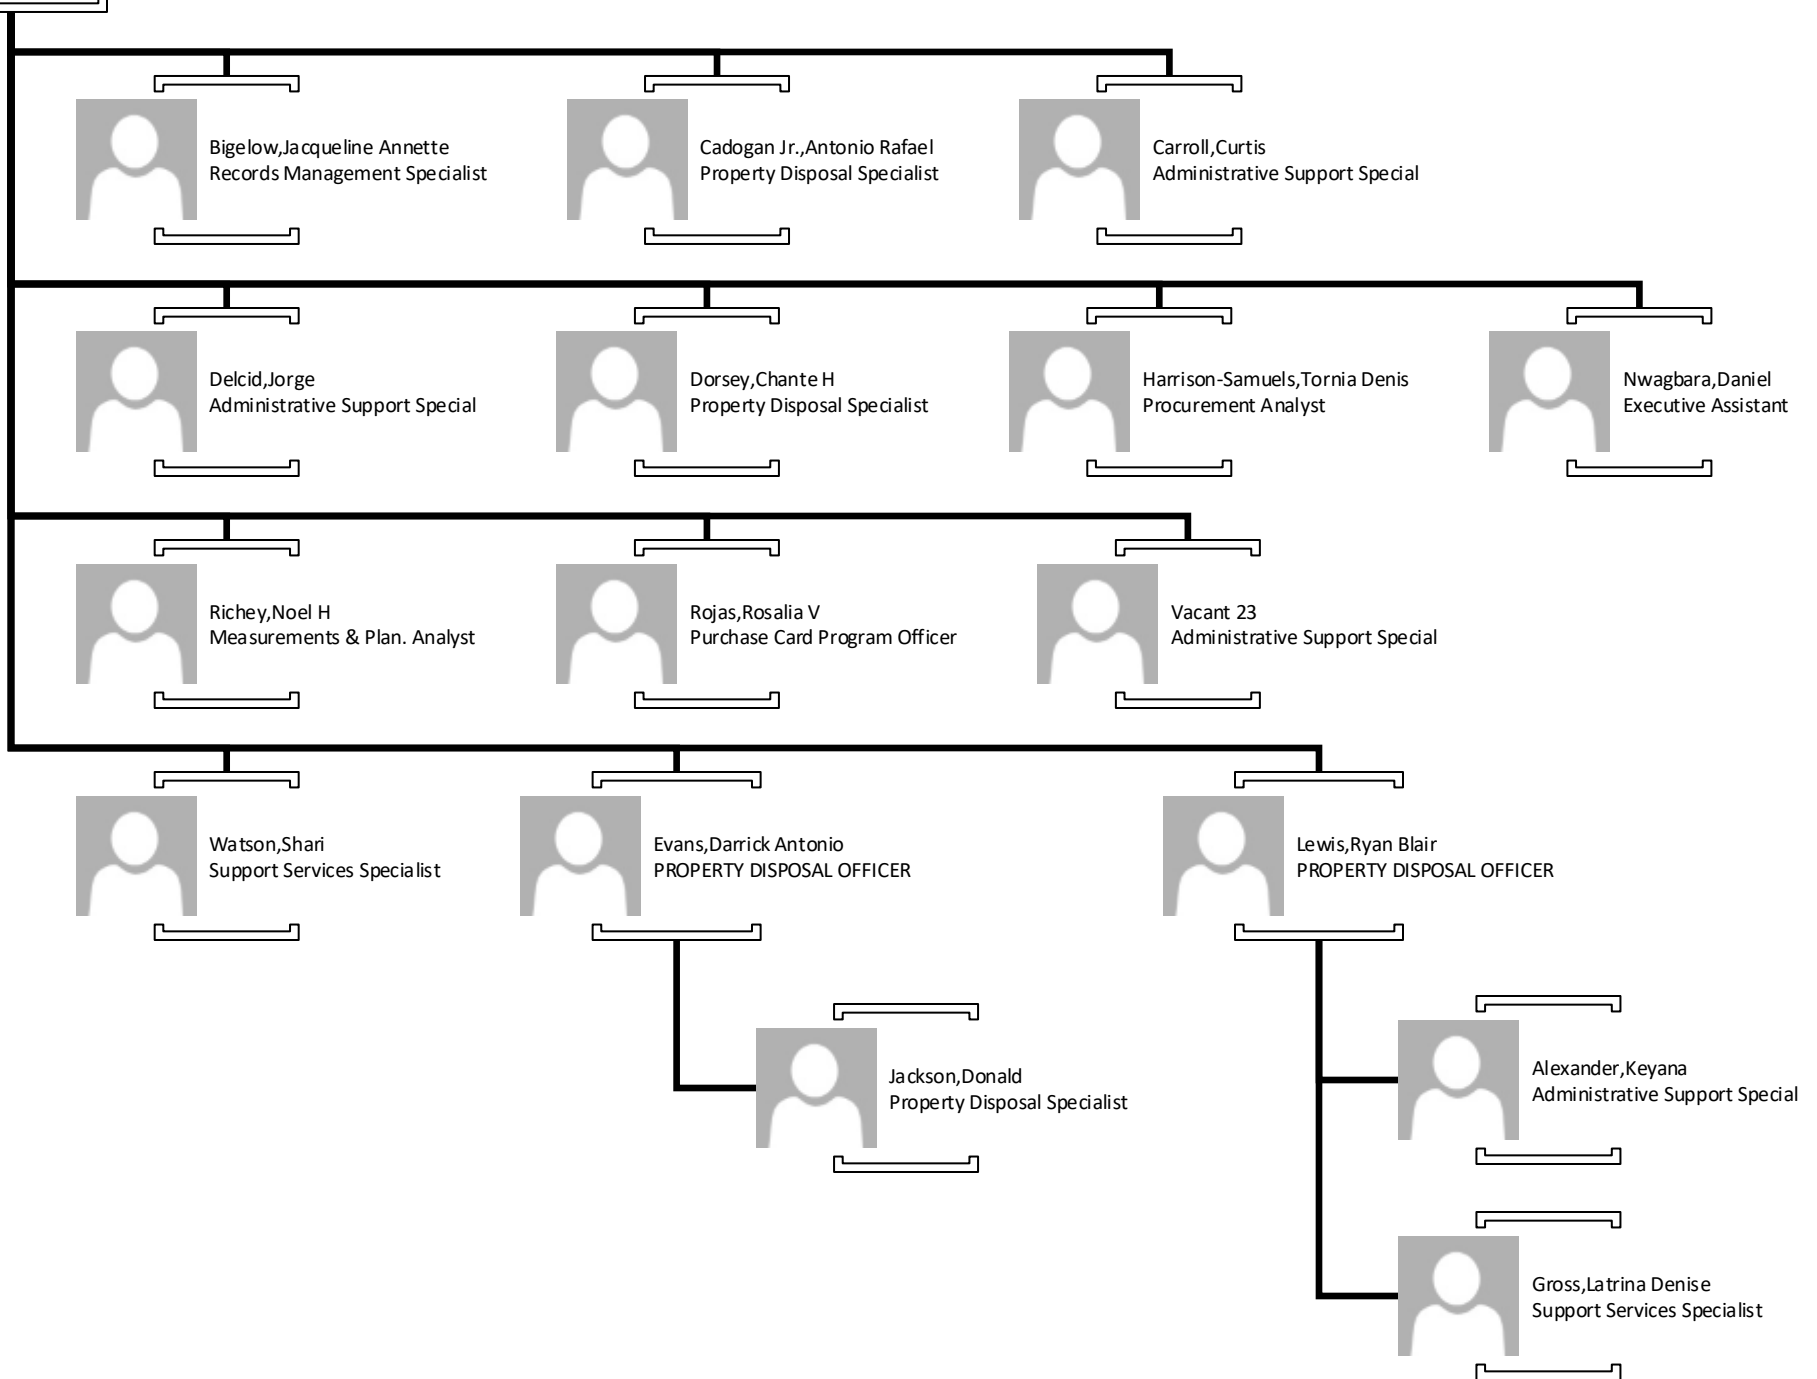 Bigelow,Jacqueline Annette
Records Management Specialist
Cadogan Jr.,Antonio Rafael
Property Disposal Specialist
Carroll,Curtis
Administrative Support Special
Delcid,Jorge
Administrative Support Special
Dorsey,Chante H
Property Disposal Specialist
Harrison-Samuels,Tornia Denis
Procurement Analyst
Nwagbara,Daniel
Executive Assistant
Richey,Noel H
Measurements & Plan. Analyst
Rojas,Rosalia V
Purchase Card Program Officer
Vacant 23
Administrative Support Special
Watson,Shari
Support Services Specialist
Evans,Darrick Antonio
PROPERTY DISPOSAL OFFICER
Lewis,Ryan Blair
PROPERTY DISPOSAL OFFICER
Jackson,Donald
Property Disposal Specialist
Alexander,Keyana
Administrative Support Special
Gross,Latrina Denise
Support Services Specialist